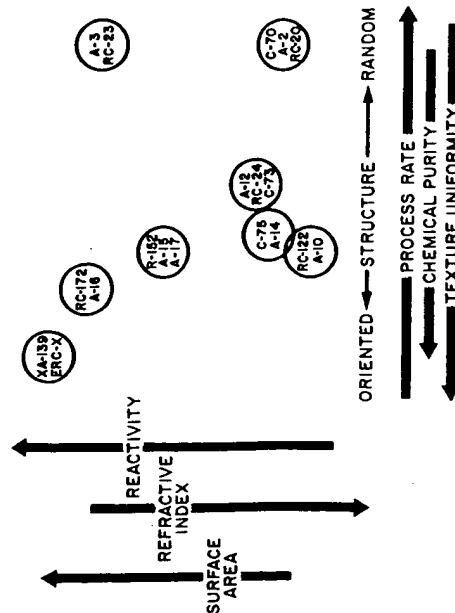 XA-139
ERC-X
RC-172
A-16
R-152
A-15
A-17
A-3
RC-23
A-12
RC-24
C-73
C-75
A-14
RC-122
A-10
C-70
A-2
RC-20
REACTIVITY
REFRACTIVE
INDEX
SURFACE
AREA
ORIENTED STRUCTURE RANDOM
PROCESS RATE
CHEMICAL PURITY
TEXTURE UNIFORMITY